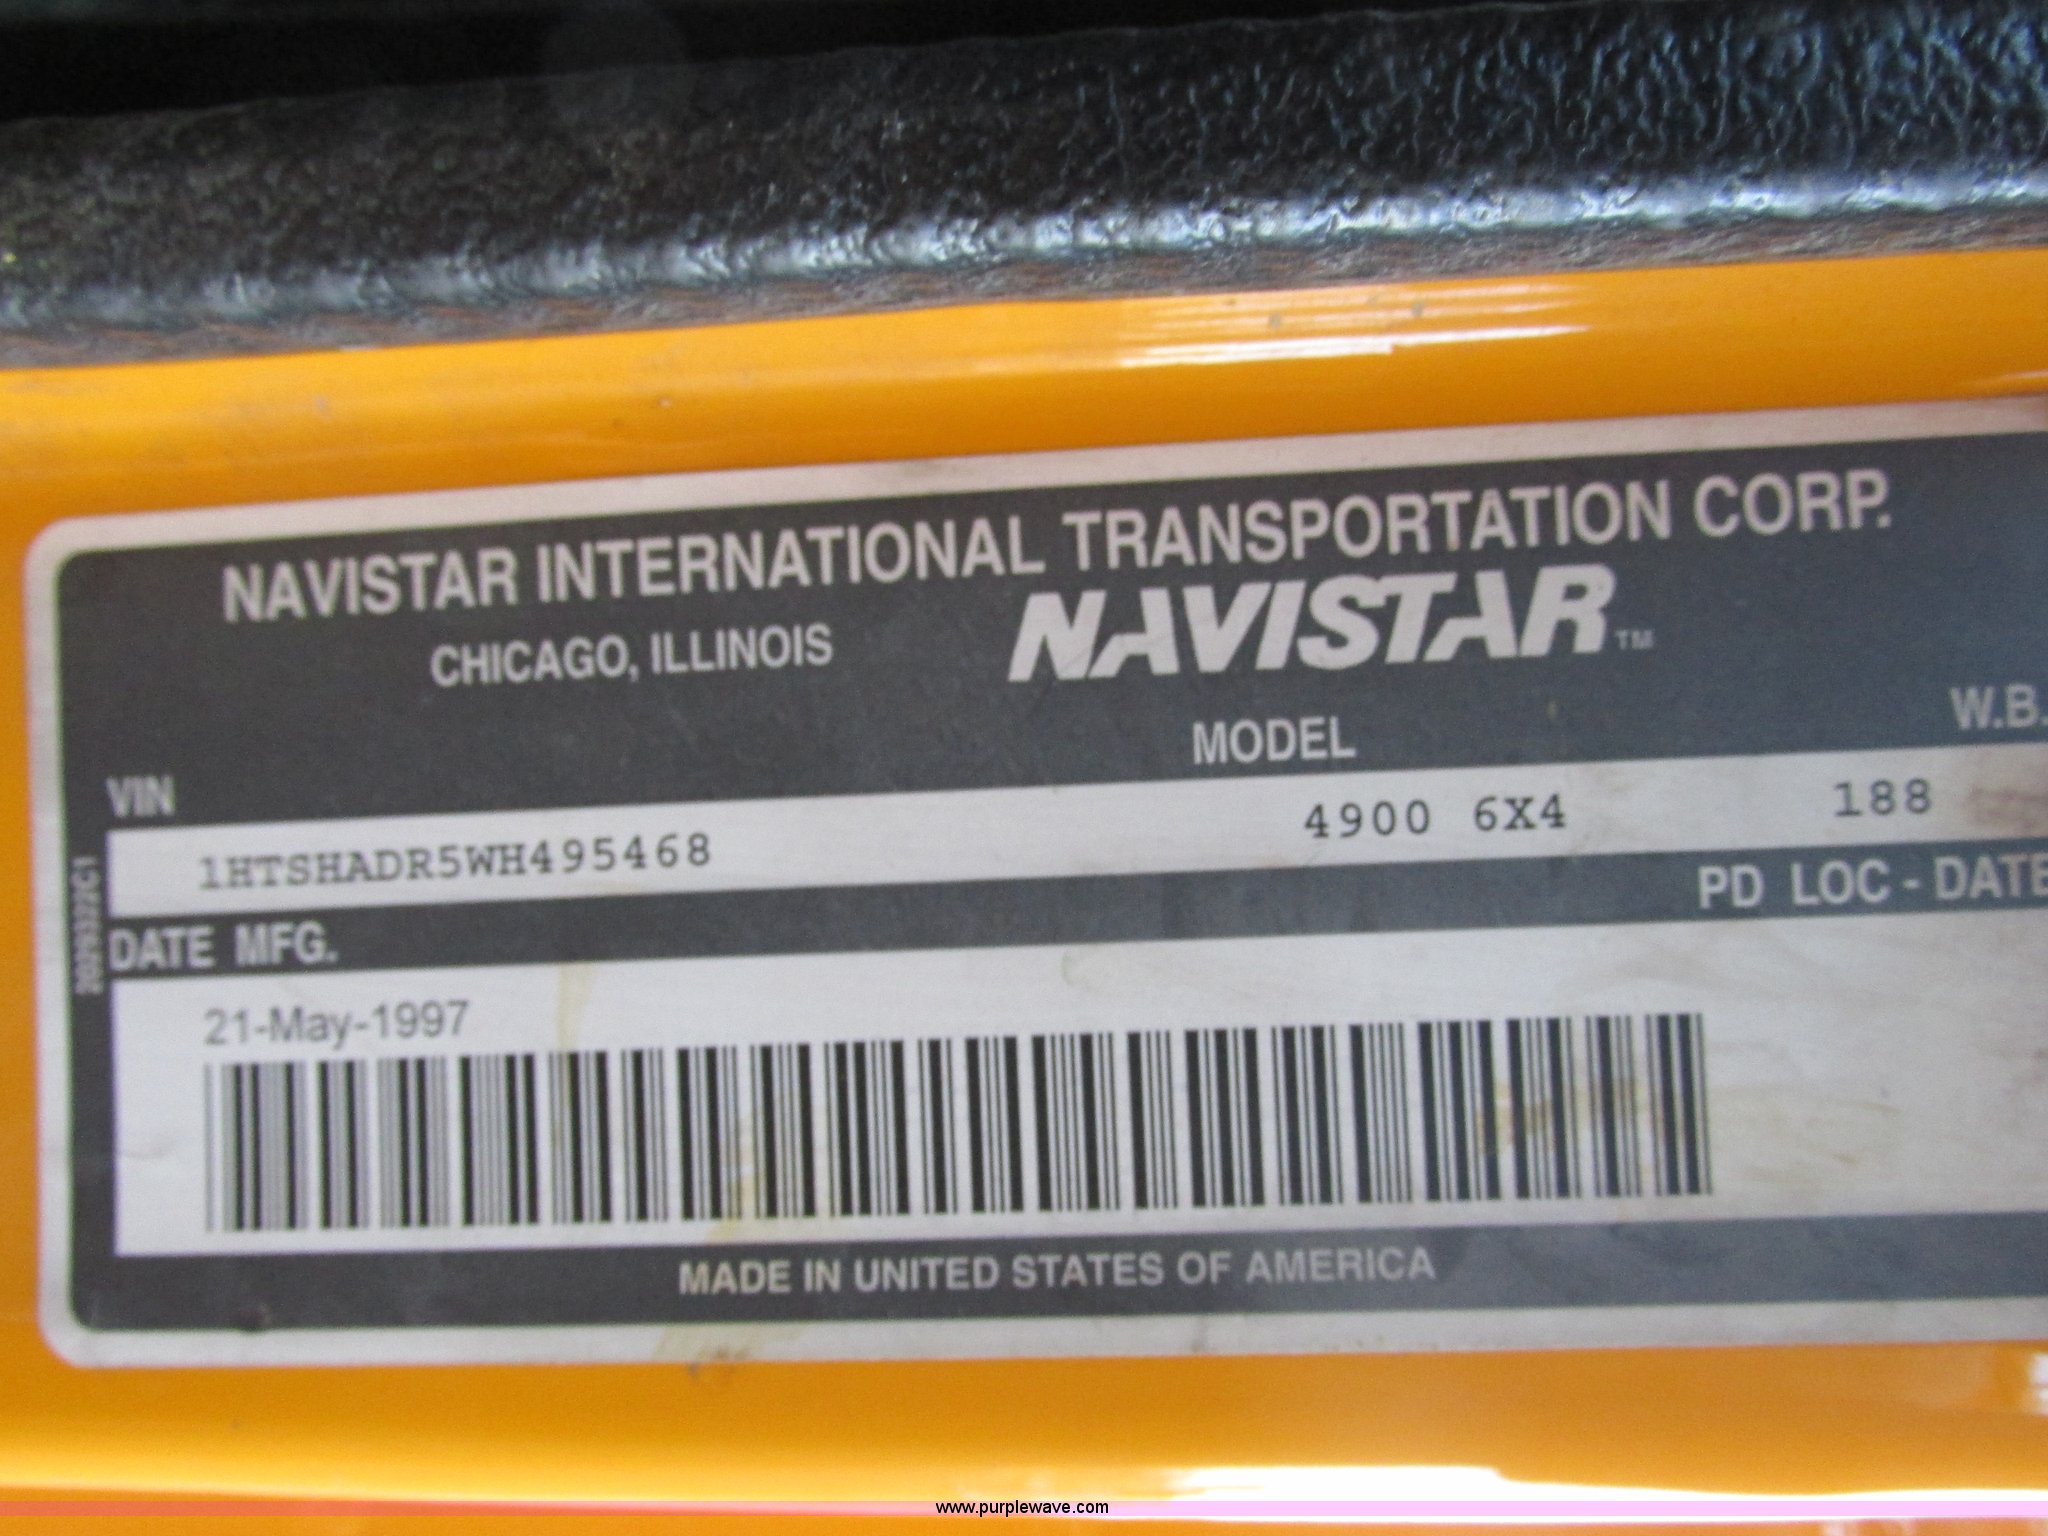 NAVISTAR INTERNATIONAL TRANSPORTATION CORP.
CHICAGO, ILLINOIS
NAVISTAR™
VIN
MODEL
W.B.
1HTSHADR5WH495468
4900 6X4
188
DATE MFG.
PD LOC - DATE
21-May-1997
MADE IN UNITED STATES OF AMERICA
www.purplewave.com